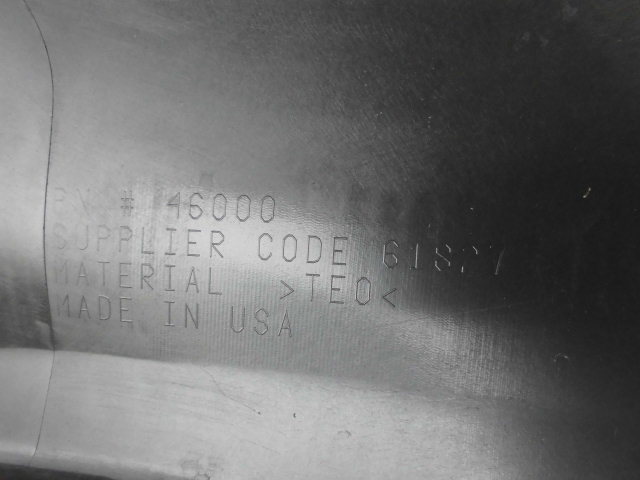 # 46000
SUPPLIER CODE
MATERIAL >TEO<
MADE IN USA